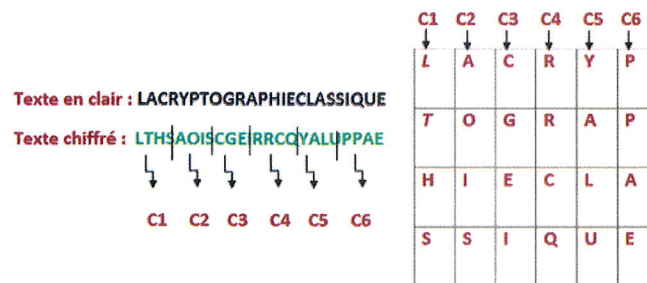 C1 C2 C3 C4 C5 C6
L A C R Y P
Texte en clair : LACRYPTOGRAPHIECLASSIQUE
T O G R A P
Texte chiffré : LTHSAOISCGEIRRCQYALUPPAE
H I E C L A
C1 C2 C3 C4 C5 C6
S S I Q U E